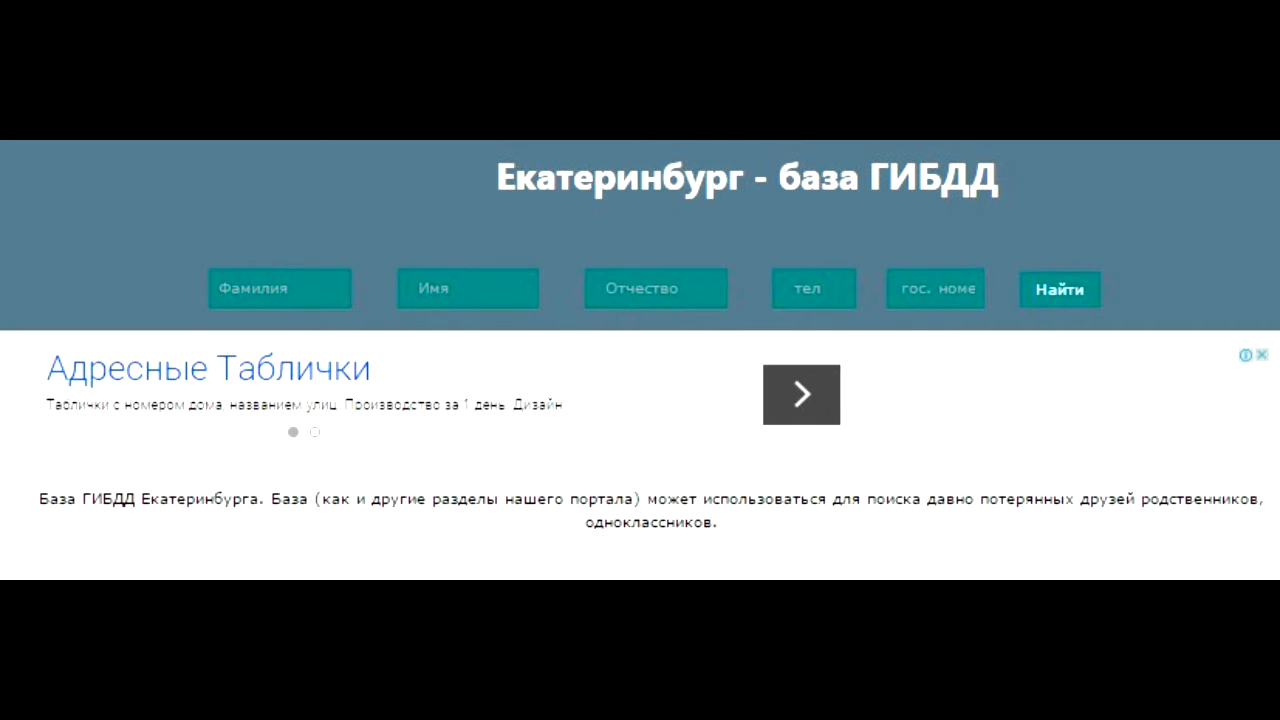 Екатеринбург - база ГИБДД
Фамилия Имя Отчество тел гос. номе Найти
Адресные Таблички
Таблички с номером дома, названием улиц. Производство за 1 день. Дизайн
База ГИБДД Екатеринбурга. База (как и другие разделы нашего портала) может использоваться для поиска давно потерянных друзей родственников,
одноклассников.